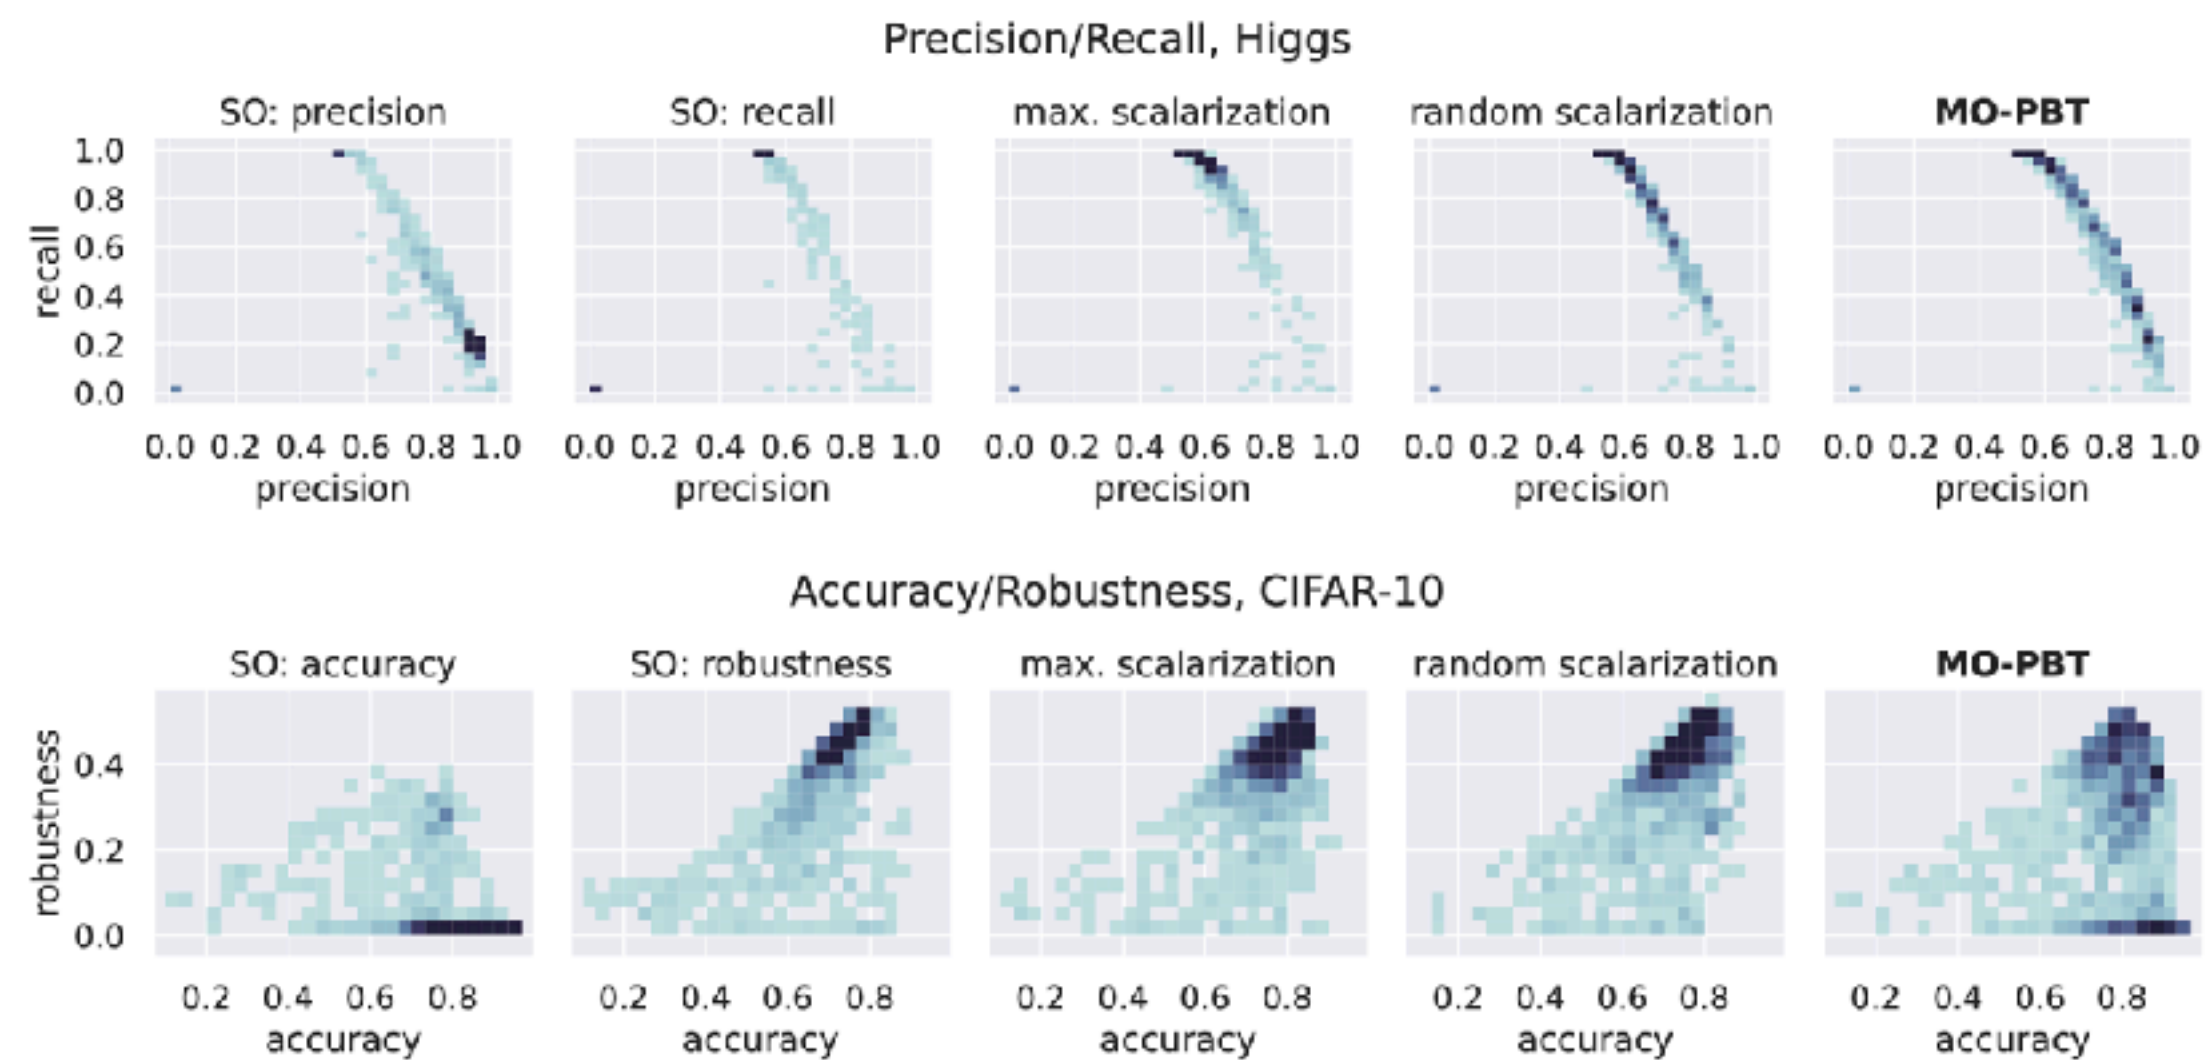 Precision/Recall, Higgs
SO: precision SO: recall max. scalarization random scalarization MO-PBT
1.0
0.8
0.6
0.4
0.2
0.0
recall
0.0 0.2 0.4 0.6 0.8 1.0 0.0 0.2 0.4 0.6 0.8 1.0 0.0 0.2 0.4 0.6 0.8 1.0 0.0 0.2 0.4 0.6 0.8 1.0 0.0 0.2 0.4 0.6 0.8 1.0
precision precision precision precision precision
Accuracy/Robustness, CIFAR-10
SO: accuracy SO: robustness max. scalarization random scalarization MO-PBT
0.4
0.2
0.0
robustness
0.2 0.4 0.6 0.8 0.2 0.4 0.6 0.8 0.2 0.4 0.6 0.8 0.2 0.4 0.6 0.8 0.2 0.4 0.6 0.8
accuracy accuracy accuracy accuracy accuracy